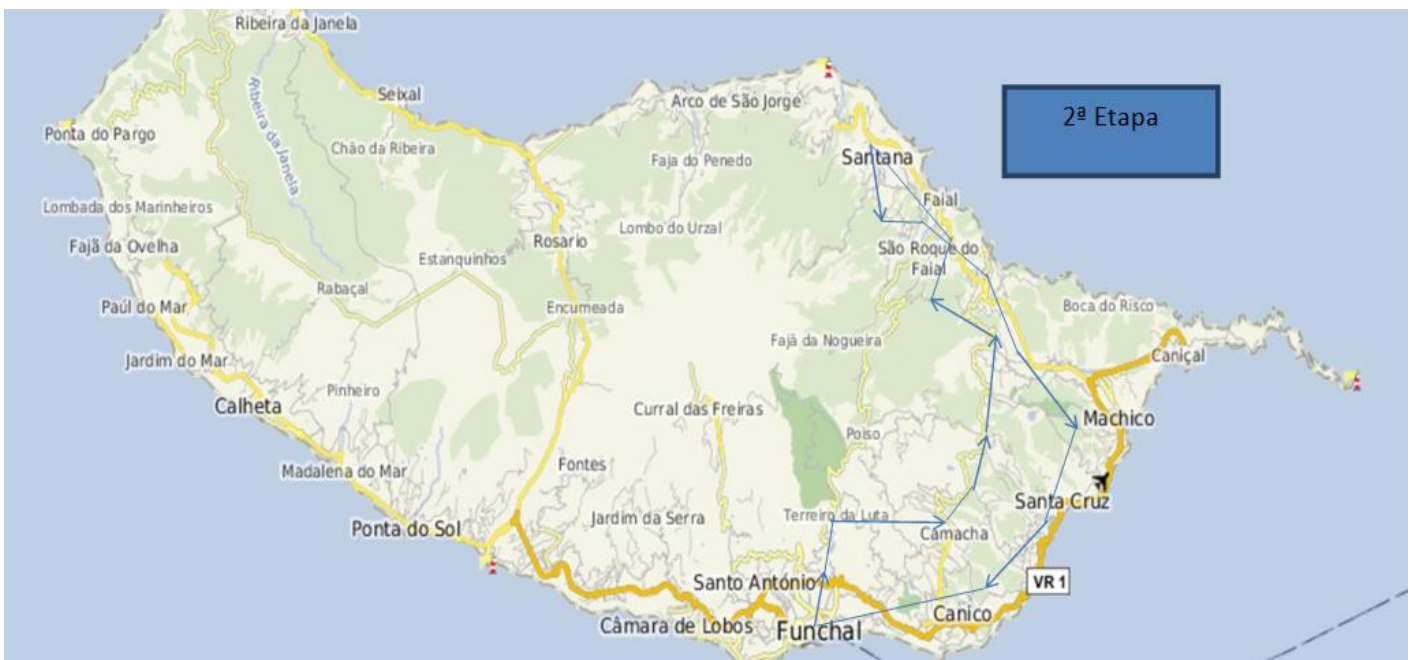 Ribeira da Janela
Seixal
Arco de São Jorge
2ª Etapa
Ponta do Pargo
Ribeira da Janela
Chão da Ribeira
Faja do Penedo
Santana
Lombada dos Marinheiros
Faial
Lombo do Urzal
Fajã da Ovelha
Rosario
São Roque do
Faial
Estanquinhos
Rabaçal
Paúl do Mar
Encumeada
Boca do Risco
Fajã da Nogueira
Jardim do Mar
Caniçal
Pinheiro
Calheta
Curral das Freiras
Machico
Poiso
Madalena do Mar
Fontes
Santa Cruz
Ponta do Sol
Jardim da Serra
Terreiro da Luta
Camacha
Santo António
VR 1
Canico
Câmara de Lobos
Funchal